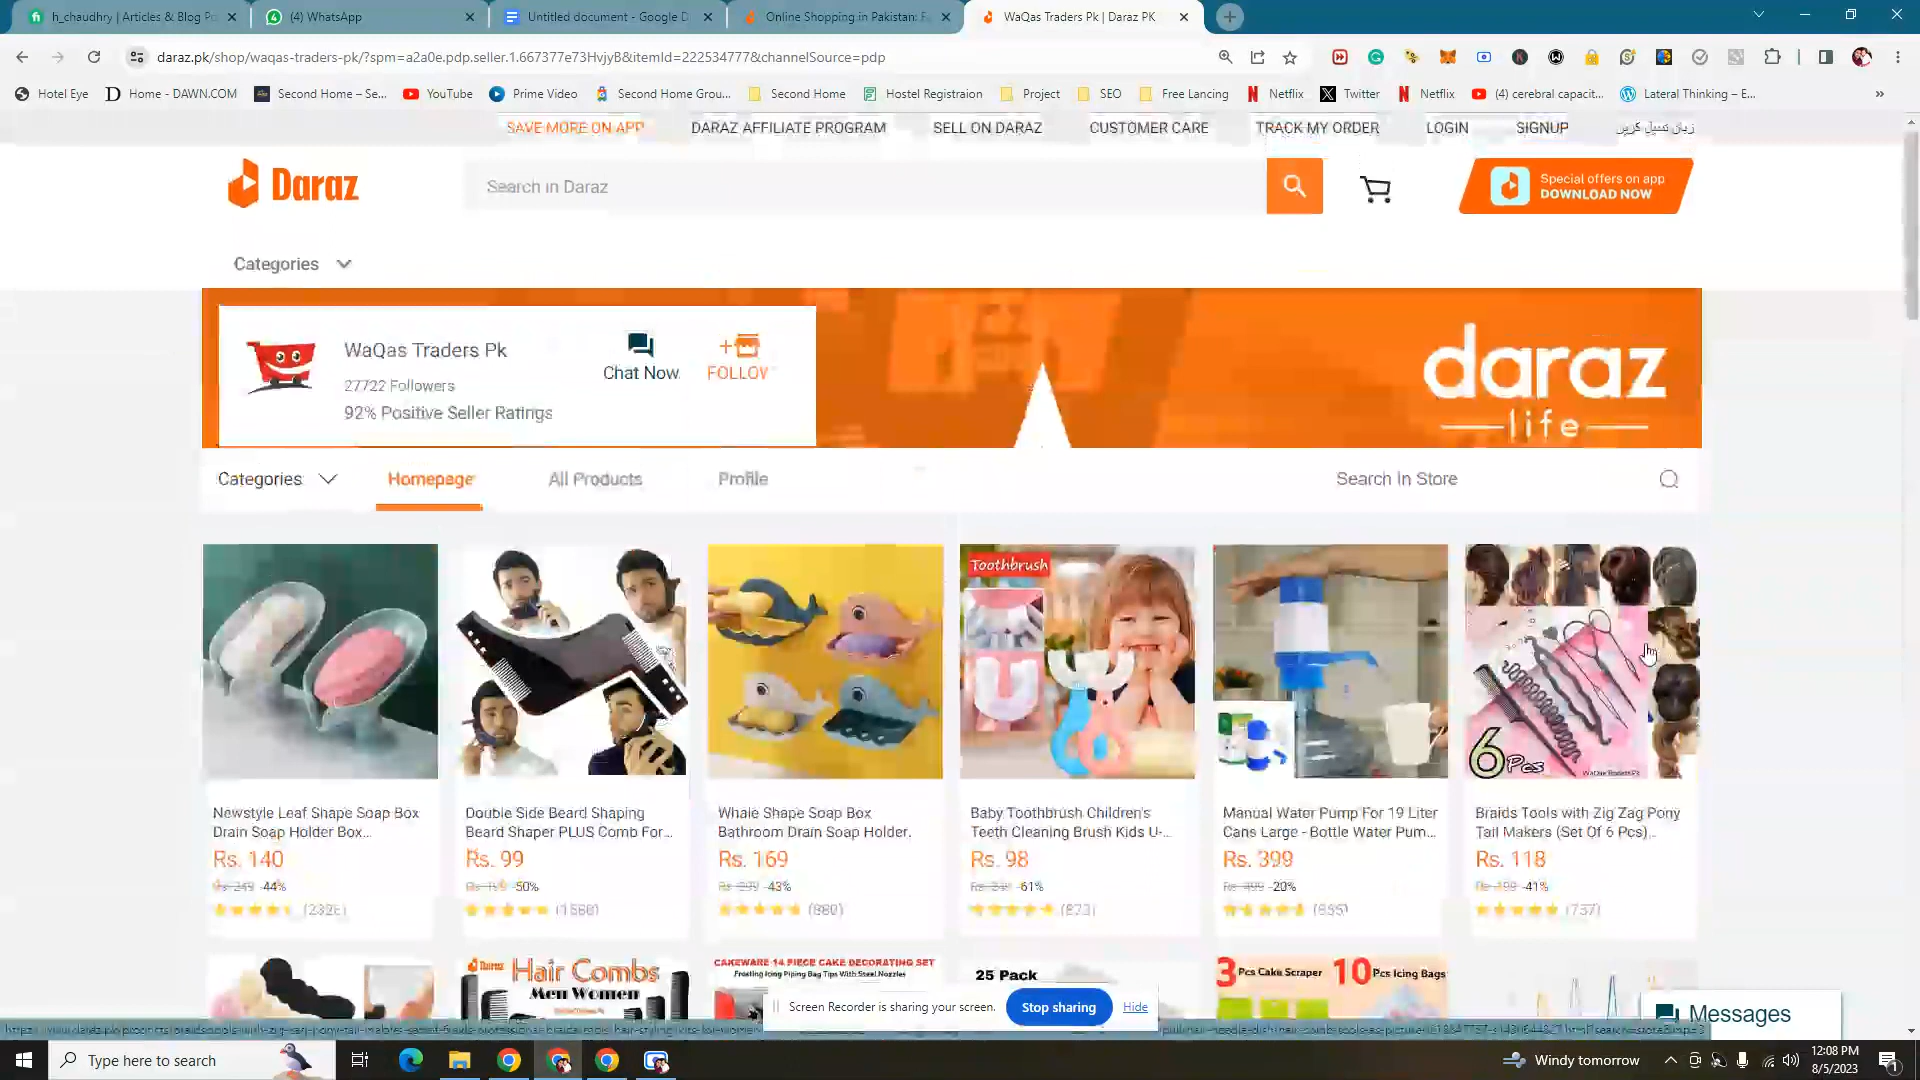 h_chaudhry | Articles & Blog Po
(4) WhatsApp
Untitled document - Google D
Online Shopping in Pakistan: F
WaQas Traders Pk | Daraz PK
daraz.pk/shop/waqas-traders-pk/?spm=a2a0e.pdp.seller.1.667377e73HvjyB&itemId=222534777&channelSource=pdp
Hotel Eye
Home - DAWN.COM
Second Home – Se...
YouTube
Prime Video
Second Home Grou...
Second Home
Hostel Registraion
Project
SEO
Free Lancing
Netflix
Twitter
Netflix
(4) cerebral capacit...
Lateral Thinking – E...
SAVE MORE ON APP
DARAZ AFFILIATE PROGRAM
SELL ON DARAZ
CUSTOMER CARE
TRACK MY ORDER
LOGIN
SIGNUP
Daraz
Search in Daraz
Special offers on app
DOWNLOAD NOW
Categories
WaQas Traders Pk
27722 Followers
92% Positive Seller Ratings
Chat Now
FOLLOW
daraz
life
Categories
Homepage
All Products
Profile
Search In Store
Toothbrush
6 Pcs
Newstyle Leaf Shape Soap Box
Drain Soap Holder Box...
Rs. 140
-44%
Double Side Beard Shaping
Beard Shaper PLUS Comb For...
Rs. 99
-50%
Whale Shape Soap Box
Bathroom Drain Soap Holder.
Rs. 169
-43%
Baby Toothbrush Children's
Teeth Cleaning Brush Kids U-...
Rs. 98
-61%
Manual Water Pump For 19 Liter
Cans Large - Bottle Water Pum...
Rs. 399
-20%
Braids Tools with Zig Zag Pony
Tail Makers (Set Of 6 Pcs)...
Rs. 118
-41%
Hair Combs
Men Women
CAKEWARE 14 PIECE CAKE DECORATING SET
Frosting Icing Piping Bag Tips With Steel Nozzles
25 Pack
3 Pcs Cake Scraper 10 Pcs Icing Bags
Screen Recorder is sharing your screen.
Stop sharing
Hide
Messages
Type here to search
Windy tomorrow
12:08 PM
8/5/2023
1